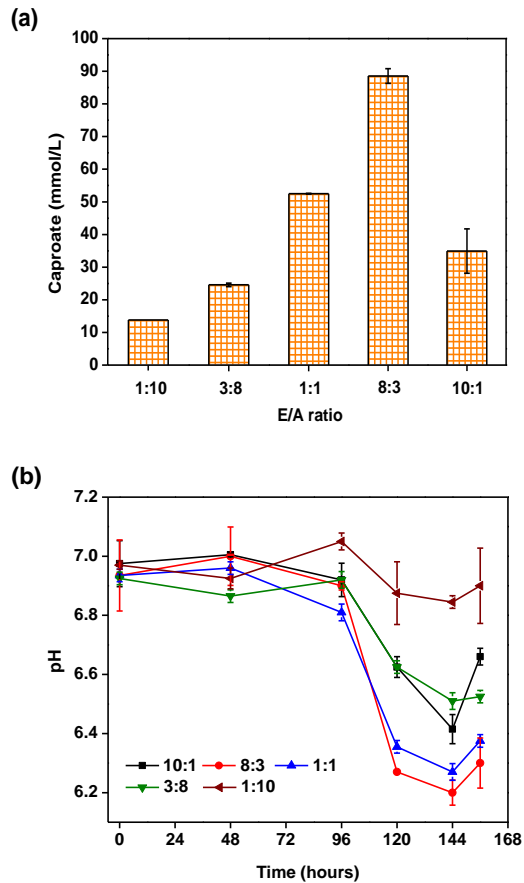 (a)
Caproate (mmol/L)
100
90
80
70
60
50
40
30
20
10
0
1:10 3:8 1:1 8:3 10:1
E/A ratio
(b)
pH
7.2
7.0
6.8
6.6
6.4
6.2
10:1 8:3 1:1
3:8 1:10
0 24 48 72 96 120 144 168
Time (hours)